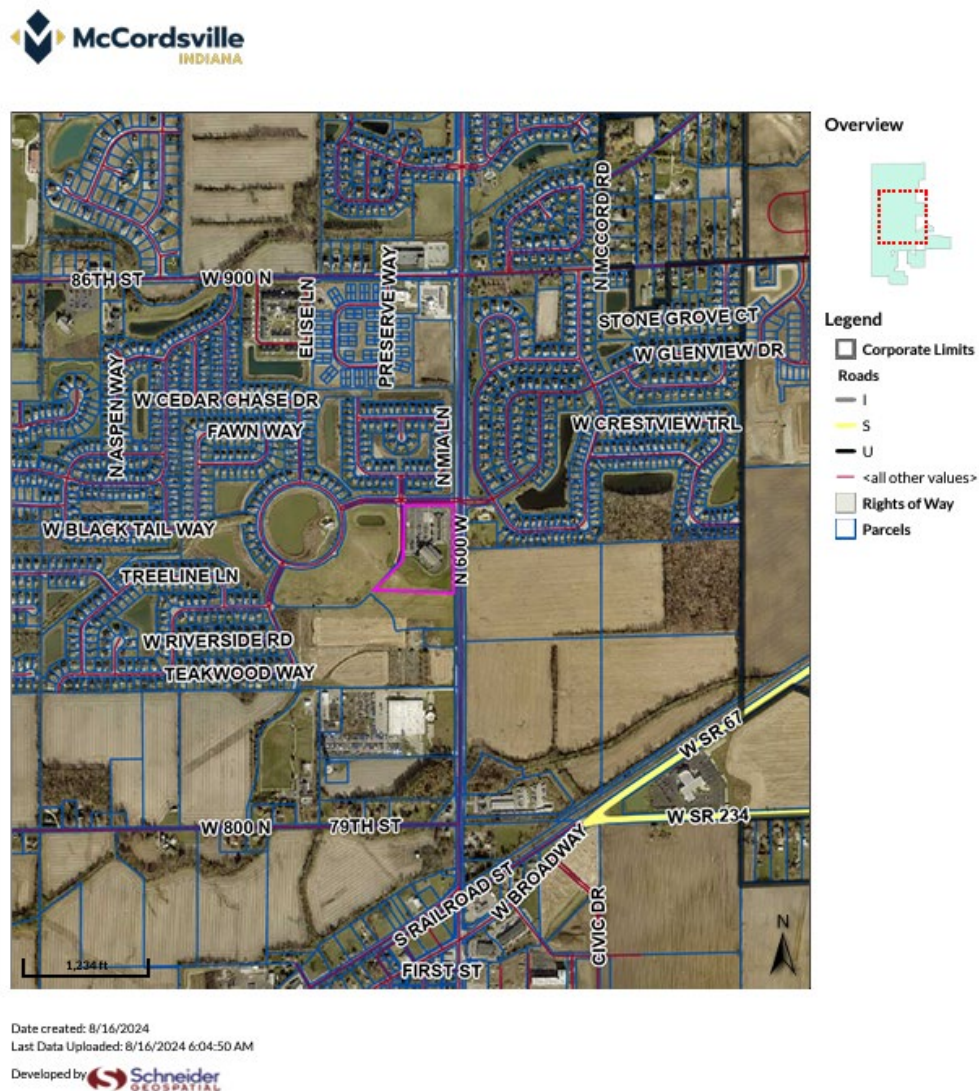 McCordsville
INDIANA
Overview
Legend
Corporate Limits
Roads
I
S
U
<all other values>
Rights of Way
Parcels
N MCCORD RD
86TH ST
W 900 N
ELISE LN
PRESERVE WAY
STONE GROVE CT
W GLENVIEW DR
N ASPEN WAY
W CEDAR CHASE DR
FAWN WAY
N MIA LN
W CRESTVIEW TRL
W BLACK TAIL WAY
N 600 W
TREELINE LN
W RIVERSIDE RD
TEAKWOOD WAY
W SR 67
W SR 234
W 800 N
79TH ST
S RAILROAD ST
W BROADWAY
CIVIC DR
FIRST ST
N
1,234 ft
Date created: 8/16/2024
Last Data Uploaded: 8/16/2024 6:04:50 AM
Developed by
Schneider
GEOSPATIAL